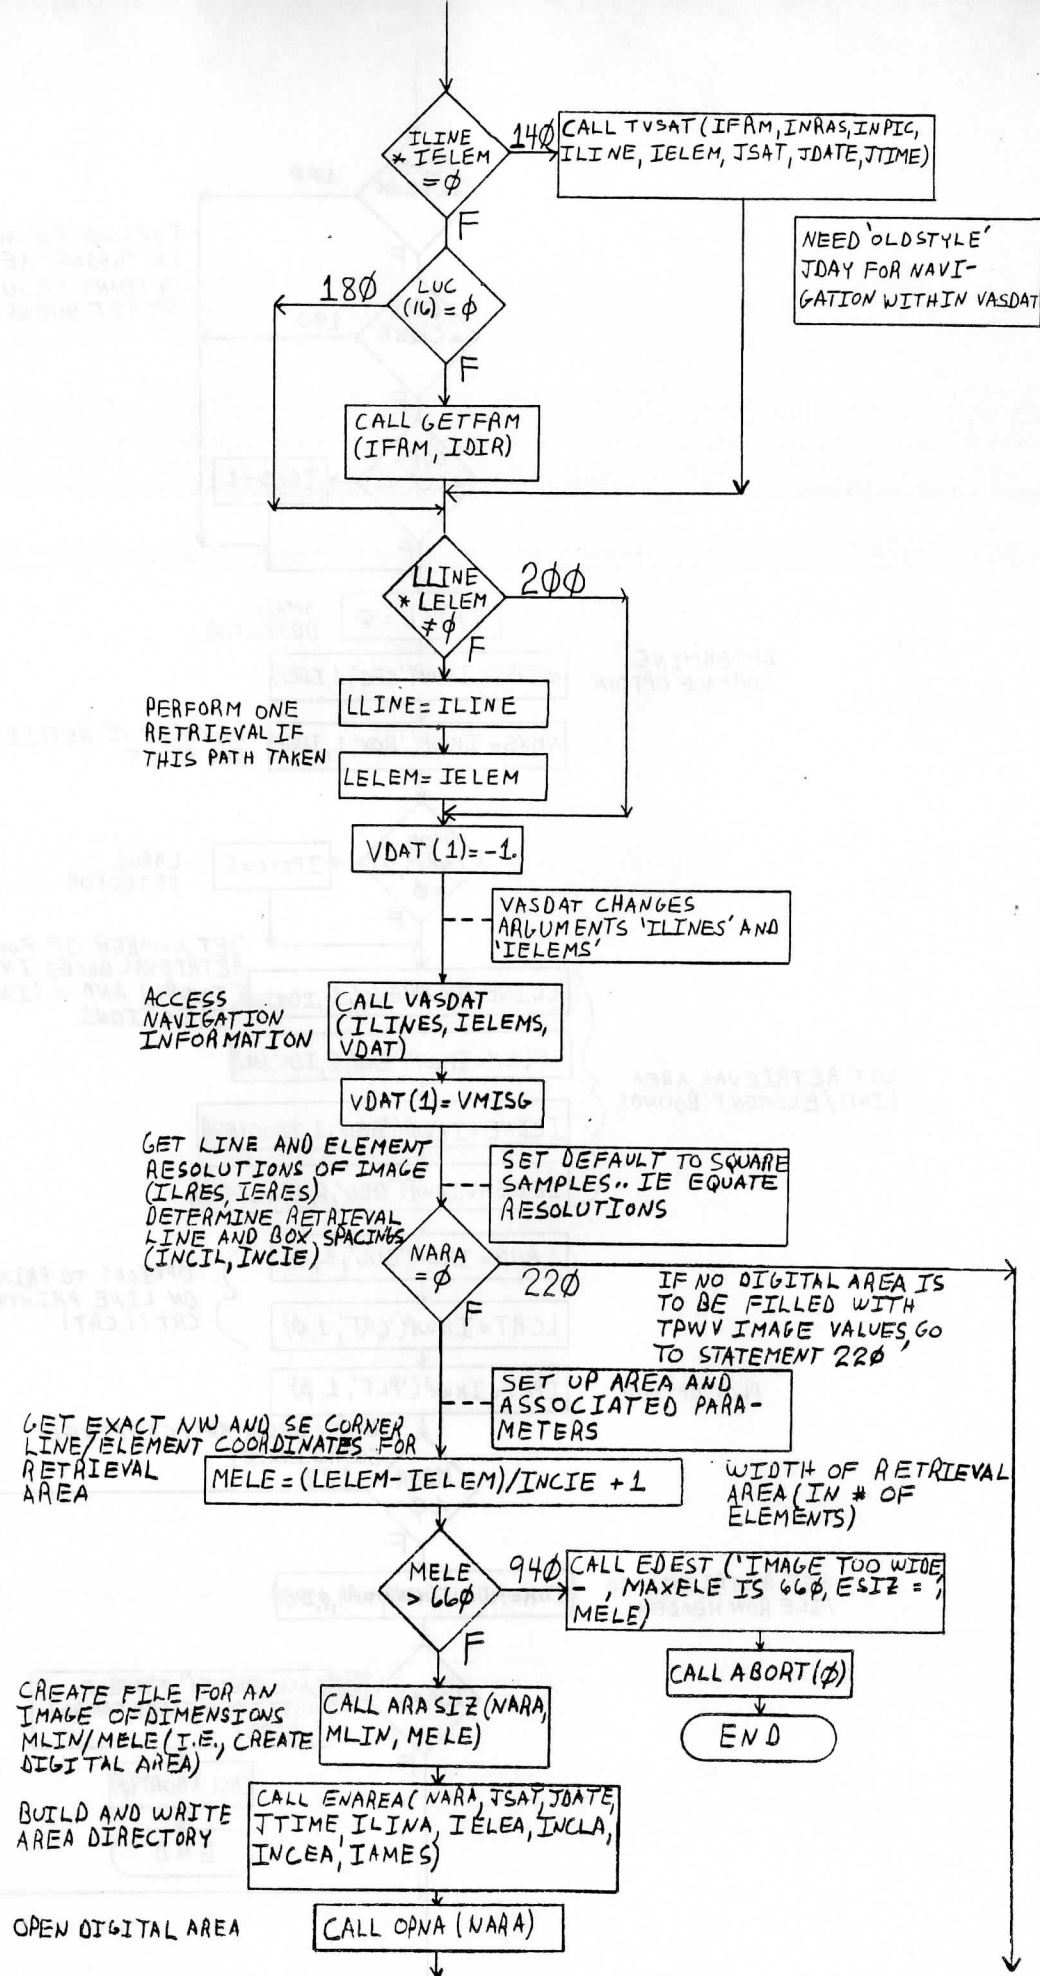 ILINE
* IELEM
= φ
14φ
CALL TVSAT (IFRM, INRAS, INPIC,
ILINE, IELEM, JSAT, JDATE, JTIME)
F
NEED 'OLDSTYLE'
JDAY FOR NAVI-
GATION WITHIN VASDAT
18φ
LUC
(16) = φ
F
CALL GETFRM
(IFRM, IDIR)
LLINE
* LELEM
≠ φ
2φφ
F
PERFORM ONE
RETRIEVAL IF
THIS PATH TAKEN
LLINE = ILINE
LELEM = IELEM
VDAT (1) = -1.
VASDAT CHANGES
ARGUMENTS 'ILINES' AND
'IELEMS'
ACCESS
NAVIGATION
INFORMATION
CALL VASDAT
(ILINES, IELEMS,
VDAT)
VDAT (1) = VMISG
GET LINE AND ELEMENT
RESOLUTIONS OF IMAGE
(ILRES, IERES)
DETERMINE RETRIEVAL
LINE AND BOX SPACINGS
(INCIL, INCIE)
SET DEFAULT TO SQUARE
SAMPLES.. IE EQUATE
RESOLUTIONS
NARA
= φ
22φ
F
IF NO DIGITAL AREA IS
TO BE FILLED WITH
TPWV IMAGE VALUES, GO
TO STATEMENT 22φ
SET UP AREA AND
ASSOCIATED PARA-
METERS
GET EXACT NW AND SE CORNER
LINE/ELEMENT COORDINATES FOR
RETRIEVAL
AREA
MELE = (LELEM-IELEM)/INCIE + 1
WIDTH OF RETRIEVAL
AREA (IN # OF
ELEMENTS)
MELE
> 66φ
94φ
F
CALL EDEST ('IMAGE TOO WIDE
- , MAXELE IS 66φ, ESIZ = ',
MELE)
CALL ABORT (φ)
END
CREATE FILE FOR AN
IMAGE OF DIMENSIONS
MLIN/MELE (I.E., CREATE
DIGITAL AREA)
CALL ARASIZ (NARA,
MLIN, MELE)
BUILD AND WRITE
AREA DIRECTORY
CALL ENAREA ( NARA, JSAT, JDATE,
JTIME, ILINA, IELEA, INCLA,
INCEA, IAMES)
OPEN DIGITAL AREA
CALL OPNA (NARA)